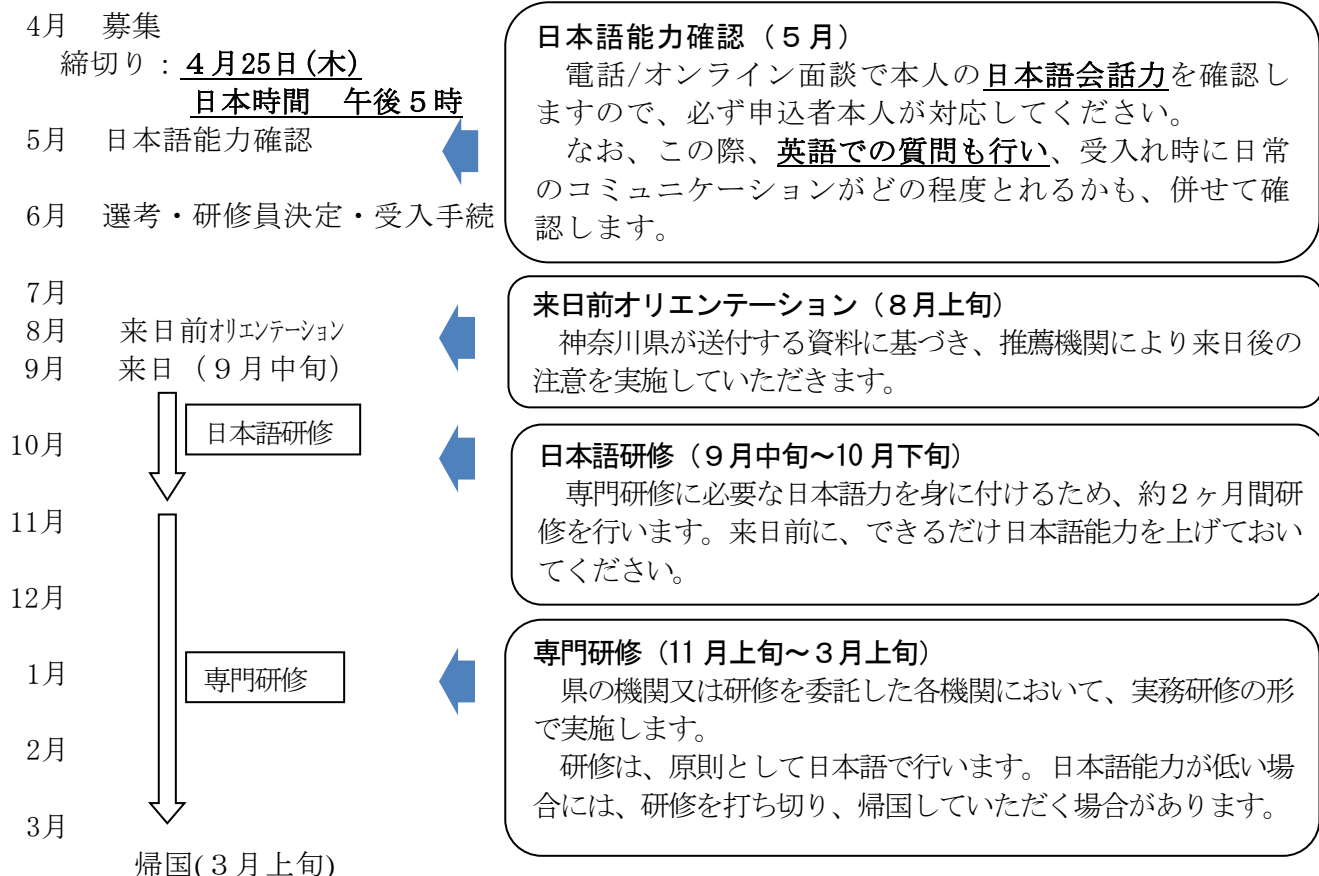 4月　募集
締切り：４月25日(木)
日本時間　午後５時
5月　日本語能力確認
6月　選考・研修員決定・受入手続
7月
8月　来日前ｵﾘｴﾝﾃｰｼｮﾝ
9月　来日（９月中旬）
日本語研修
10月
11月
12月
1月
専門研修
2月
3月
帰国(３月上旬)
日本語能力確認（５月）
電話/オンライン面談で本人の日本語会話力を確認し
ますので、必ず申込者本人が対応してください。
なお、この際、英語での質問も行い、受入れ時に日常
のコミュニケーションがどの程度とれるかも、併せて確
認します。
来日前オリエンテーション（８月上旬）
神奈川県が送付する資料に基づき、推薦機関により来日後の
注意を実施していただきます。
日本語研修（９月中旬～10月下旬）
専門研修に必要な日本語力を身に付けるため、約２ヶ月間研
修を行います。来日前に、できるだけ日本語能力を上げておい
てください。
専門研修（11月上旬～３月上旬）
県の機関又は研修を委託した各機関において、実務研修の形
で実施します。
研修は、原則として日本語で行います。日本語能力が低い場
合には、研修を打ち切り、帰国していただく場合があります。